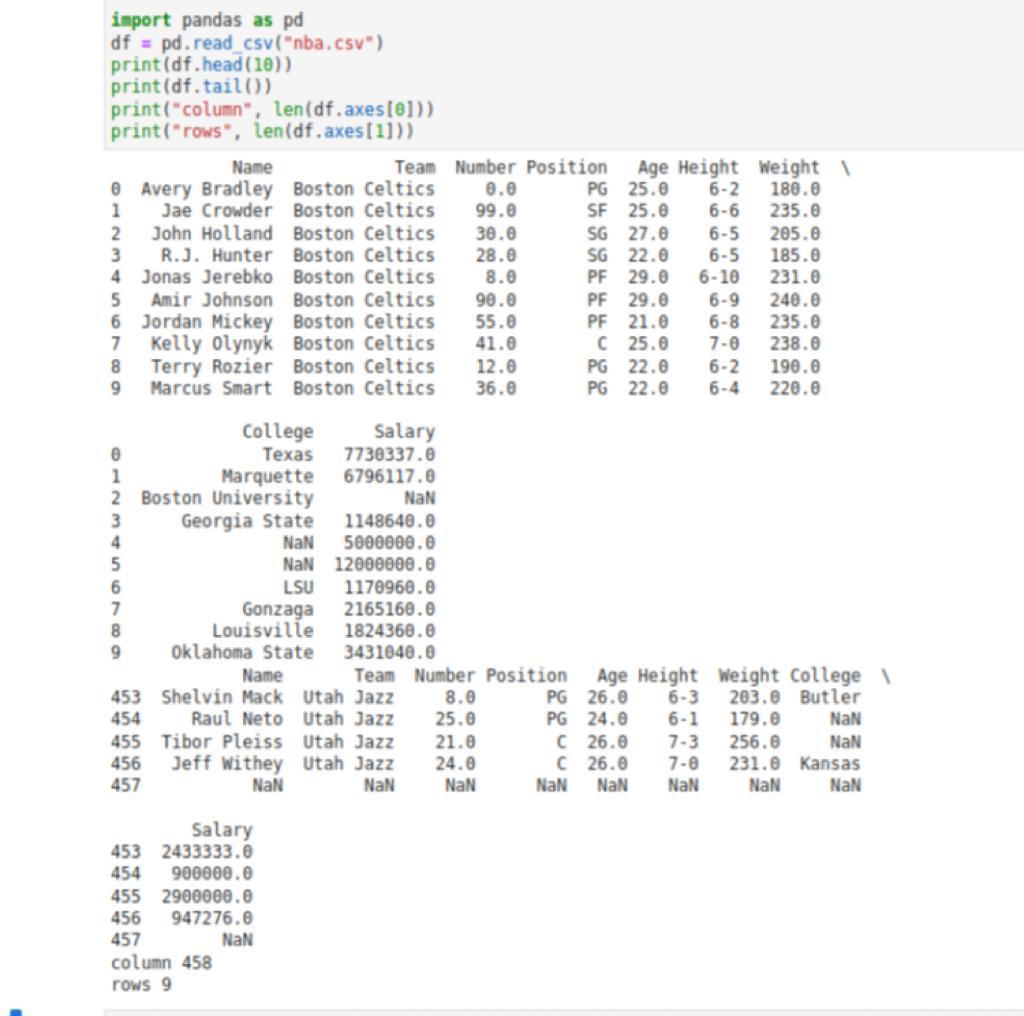 import pandas as pd
df = pd.read_csv("nba.csv")
print(df.head(10))
print(df.tail())
print("column", len(df.axes[0]))
print("rows", len(df.axes[1]))
            Name            Team  Number Position   Age Height  Weight  \
0  Avery Bradley  Boston Celtics     0.0       PG  25.0    6-2   180.0
1    Jae Crowder  Boston Celtics    99.0       SF  25.0    6-6   235.0
2   John Holland  Boston Celtics    30.0       SG  27.0    6-5   205.0
3    R.J. Hunter  Boston Celtics    28.0       SG  22.0    6-5   185.0
4  Jonas Jerebko  Boston Celtics     8.0       PF  29.0   6-10   231.0
5   Amir Johnson  Boston Celtics    90.0       PF  29.0    6-9   240.0
6  Jordan Mickey  Boston Celtics    55.0       PF  21.0    6-8   235.0
7   Kelly Olynyk  Boston Celtics    41.0        C  25.0    7-0   238.0
8   Terry Rozier  Boston Celtics    12.0       PG  22.0    6-2   190.0
9   Marcus Smart  Boston Celtics    36.0       PG  22.0    6-4   220.0
             College      Salary
0              Texas   7730337.0
1          Marquette   6796117.0
2  Boston University         NaN
3      Georgia State   1148640.0
4                NaN   5000000.0
5                NaN  12000000.0
6                LSU   1170960.0
7            Gonzaga   2165160.0
8         Louisville   1824360.0
9     Oklahoma State   3431040.0
             Name       Team  Number Position   Age Height  Weight College  \
453  Shelvin Mack  Utah Jazz     8.0       PG  26.0    6-3   203.0  Butler
454     Raul Neto  Utah Jazz    25.0       PG  24.0    6-1   179.0     NaN
455  Tibor Pleiss  Utah Jazz    21.0        C  26.0    7-3   256.0     NaN
456   Jeff Withey  Utah Jazz    24.0        C  26.0    7-0   231.0  Kansas
457           NaN        NaN     NaN      NaN   NaN    NaN     NaN     NaN
        Salary
453  2433333.0
454   900000.0
455  2900000.0
456   947276.0
457        NaN
column 458
rows 9